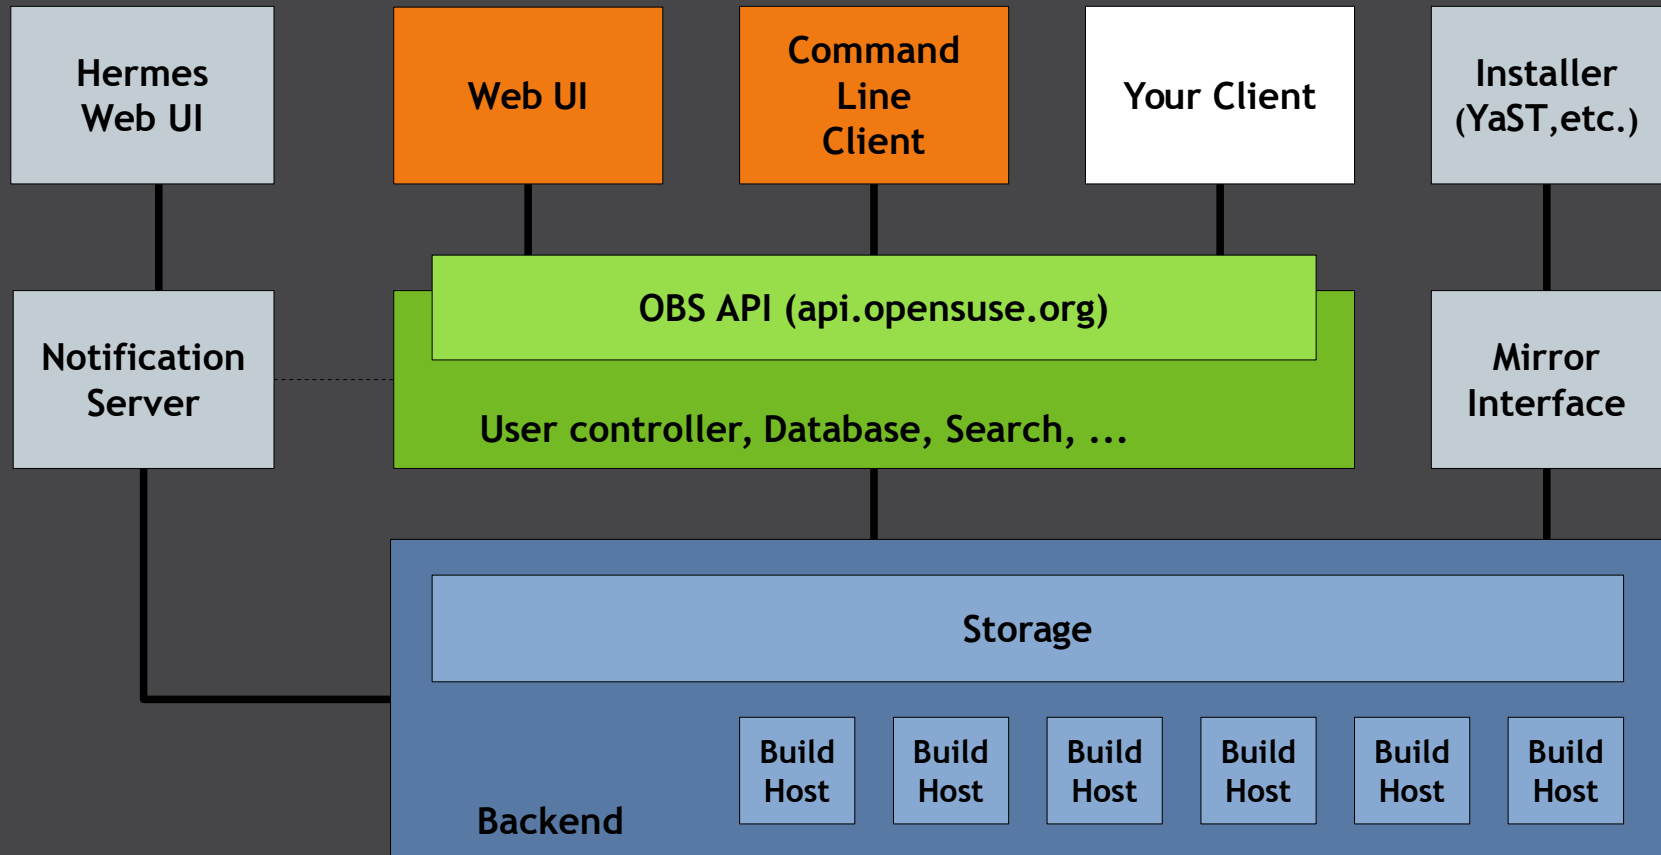 Hermes
Web UI
Web UI
Command
Line
Client
Your Client
Installer
(YaST,etc.)
OBS API (api.opensuse.org)
Notification
Server
User controller, Database, Search, ...
Mirror
Interface
Storage
Build
Host
Build
Host
Build
Host
Build
Host
Build
Host
Build
Host
Backend